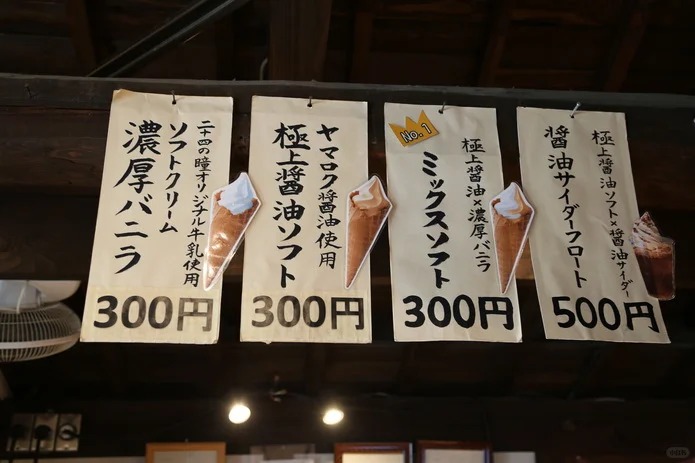 二十四の瞳オリジナル牛乳使用
ソフトクリーム
濃厚バニラ
300円
ヤマロク醤油使用
極上醤油ソフト
300円
No.1
極上醤油×濃厚バニラ
ミックスソフト
300円
極上醤油ソフト×醤油サイダー
醤油サイダーフロート
500円